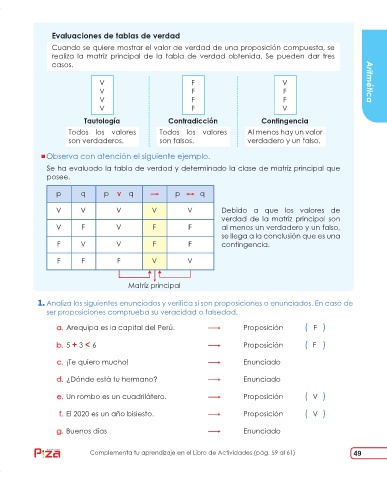 Evaluaciones de tablas de verdad
Cuando se quiere mostrar el valor de verdad de una proposición compuesta, se
realiza la matriz principal de la tabla de verdad obtenida. Se pueden dar tres
casos.
V F V
V F F
V F F
V F V
Tautología Contradicción Contingencia
Todos los valores Todos los valores Al menos hay un valor
son verdaderos. son falsos. verdadero y un falso.
Aritmética
Observa con atención el siguiente ejemplo.
Se ha evaluado la tabla de verdad y determinado la clase de matriz principal que
posee.
p q p v q → p ↔ q
V V V V V
V F V F F
F V V F F
F F F V V
Debido a que los valores de
verdad de la matriz principal son
al menos un verdadero y un falso,
se llega a la conclusión que es una
contingencia.
Matriz principal
1. Analiza los siguientes enunciados y verifica si son proposiciones o enunciados. En caso de
ser proposiciones comprueba su veracidad o falsedad.
a. Arequipa es la capital del Perú. → Proposición ( F )
b. 5 + 3 < 6 → Proposición ( F )
c. ¡Te quiero mucho! → Enunciado
d. ¿Dónde está tu hermano? → Enunciado
e. Un rombo es un cuadrilátero. → Proposición ( V )
f. El 2020 es un año bisiesto. → Proposición ( V )
g. Buenos días → Enunciado
Complementa tu aprendizaje en el Libro de Actividades (pág. 59 al 61)
49